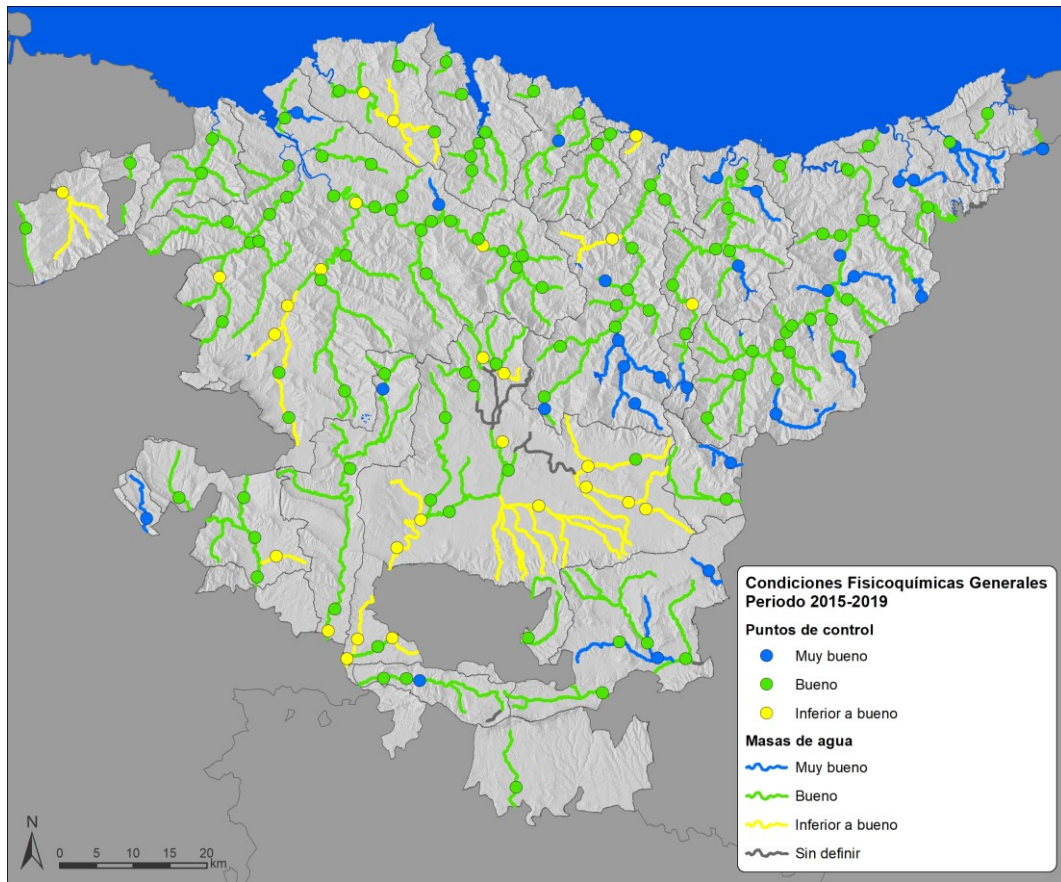 Condiciones Fisicoquímicas Generales
Periodo 2015-2019
Puntos de control
Muy bueno
Bueno
Inferior a bueno
Masas de agua
Muy bueno
Bueno
Inferior a bueno
Sin definir
N
0 5 10 15 20
km